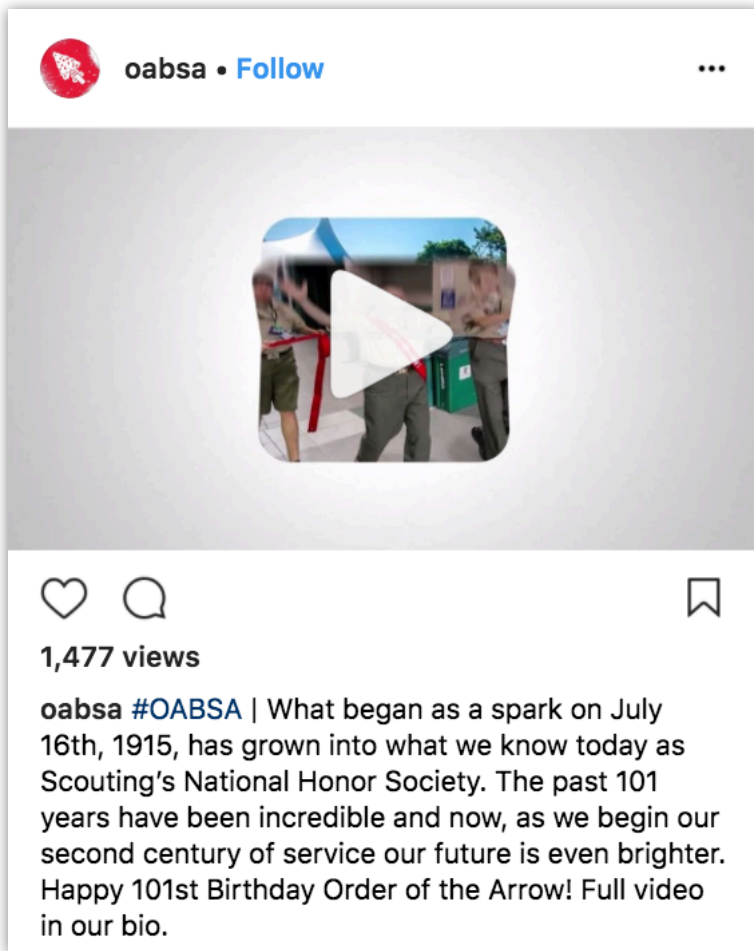 oabsa • Follow
1,477 views
oabsa #OABSA | What began as a spark on July
16th, 1915, has grown into what we know today as
Scouting's National Honor Society. The past 101
years have been incredible and now, as we begin our
second century of service our future is even brighter.
Happy 101st Birthday Order of the Arrow! Full video
in our bio.